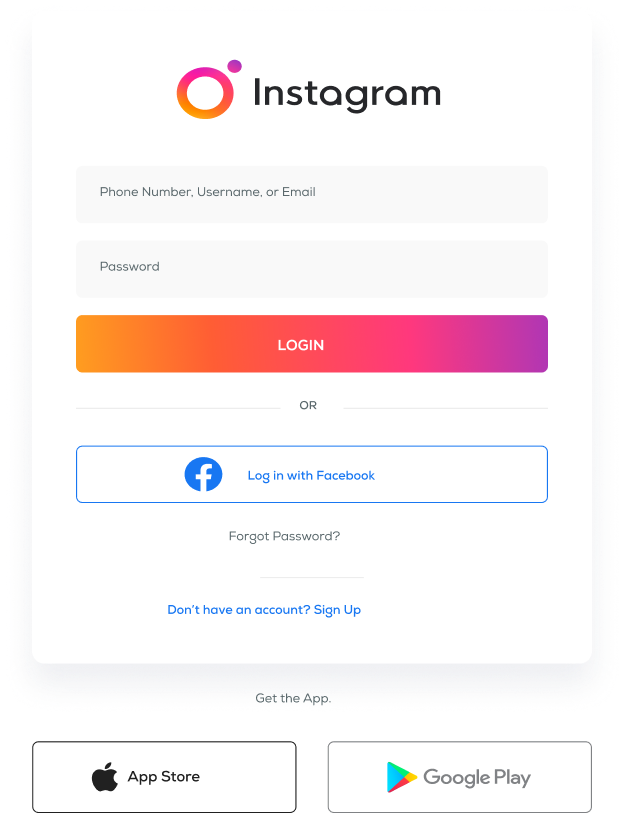 Instagram
Phone Number, Username, or Email
Password
LOGIN
OR
Log in with Facebook
Forgot Password?
Don't have an account? Sign Up
Get the App.
App Store
Google Play